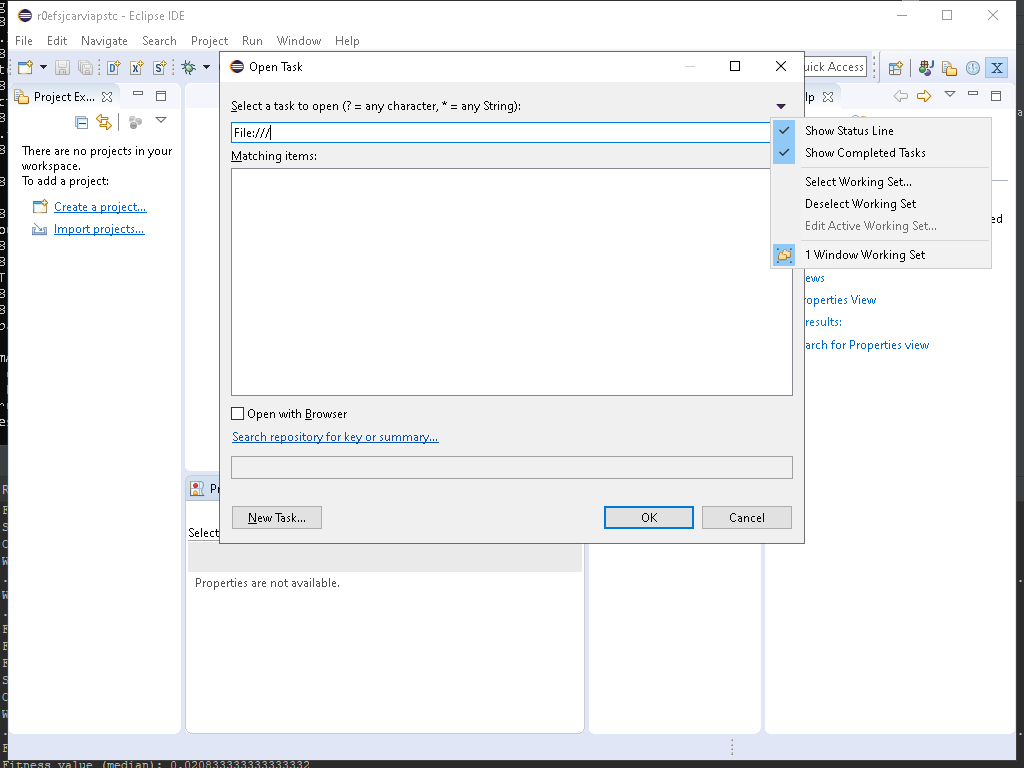 r0efsjcarviapstc - Eclipse IDE
File Edit Navigate Search Project Run Window Help
Open Task
uick Access
Project Ex...
Select a task to open (? = any character, * = any String):
lp
File:///
Show Status Line
Matching items:
Show Completed Tasks
There are no projects in your
workspace.
To add a project:
Select Working Set...
Create a project...
Deselect Working Set
ed
Import projects...
Edit Active Working Set...
1 Window Working Set
ews
operties View
results:
arch for Properties view
Open with Browser
Search repository for key or summary...
Pr
New Task...
OK
Cancel
Select
Properties are not available.
Fitness value (median): 0.020833333333333332